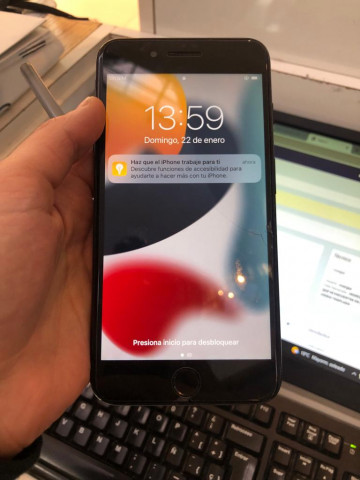 13:59
Domingo, 22 de enero
Haz que el iPhone trabaje para ti
ahora
Descubre funciones de accesibilidad para
ayudarte a hacer más con tu iPhone.
Presiona inicio para desbloquear